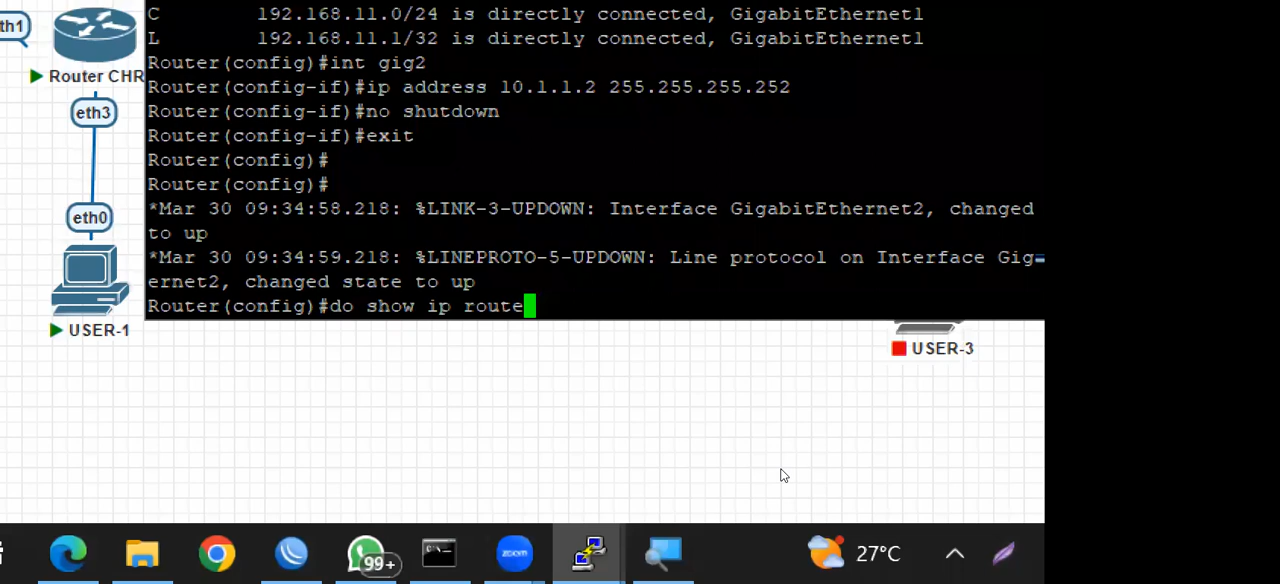 C        192.168.11.0/24 is directly connected, GigabitEthernet1
L        192.168.11.1/32 is directly connected, GigabitEthernet1
Router(config)#int gig2
Router(config-if)#ip address 10.1.1.2 255.255.255.252
Router(config-if)#no shutdown
Router(config-if)#exit
Router(config)#
Router(config)#
*Mar 30 09:34:58.218: %LINK-3-UPDOWN: Interface GigabitEthernet2, changed
to up
*Mar 30 09:34:59.218: %LINEPROTO-5-UPDOWN: Line protocol on Interface Gig
ernet2, changed state to up
Router(config)#do show ip route
th1
Router CHR
eth3
eth0
USER-1
USER-3
99+
zoom
27°C